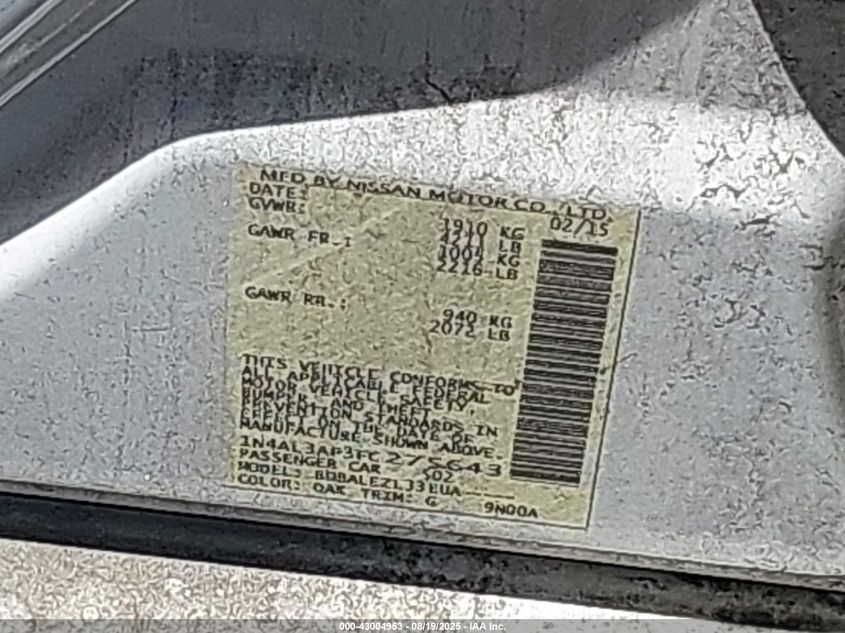 MFD BY NISSAN MOTOR CO., LTD.
DATE: 02/15
GVWR: 1910 KG
4211 LB
GAWR FR.: 1004 KG
2216 LB
GAWR RR.: 940 KG
2072 LB
THIS VEHICLE CONFORMS TO
ALL APPLICABLE FEDERAL
MOTOR VEHICLE SAFETY,
BUMPER, AND THEFT
PREVENTION STANDARDS IN
EFFECT ON THE DATE OF
MANUFACTURE SHOWN ABOVE.
1N4AL3AP3FC275643
PASSENGER CAR 502
MODEL: BDBALEZLJ3EUA
COLOR: QAK TRIM: G 9N00A
000-43004953 - 08/19/2025 - IAA Inc.